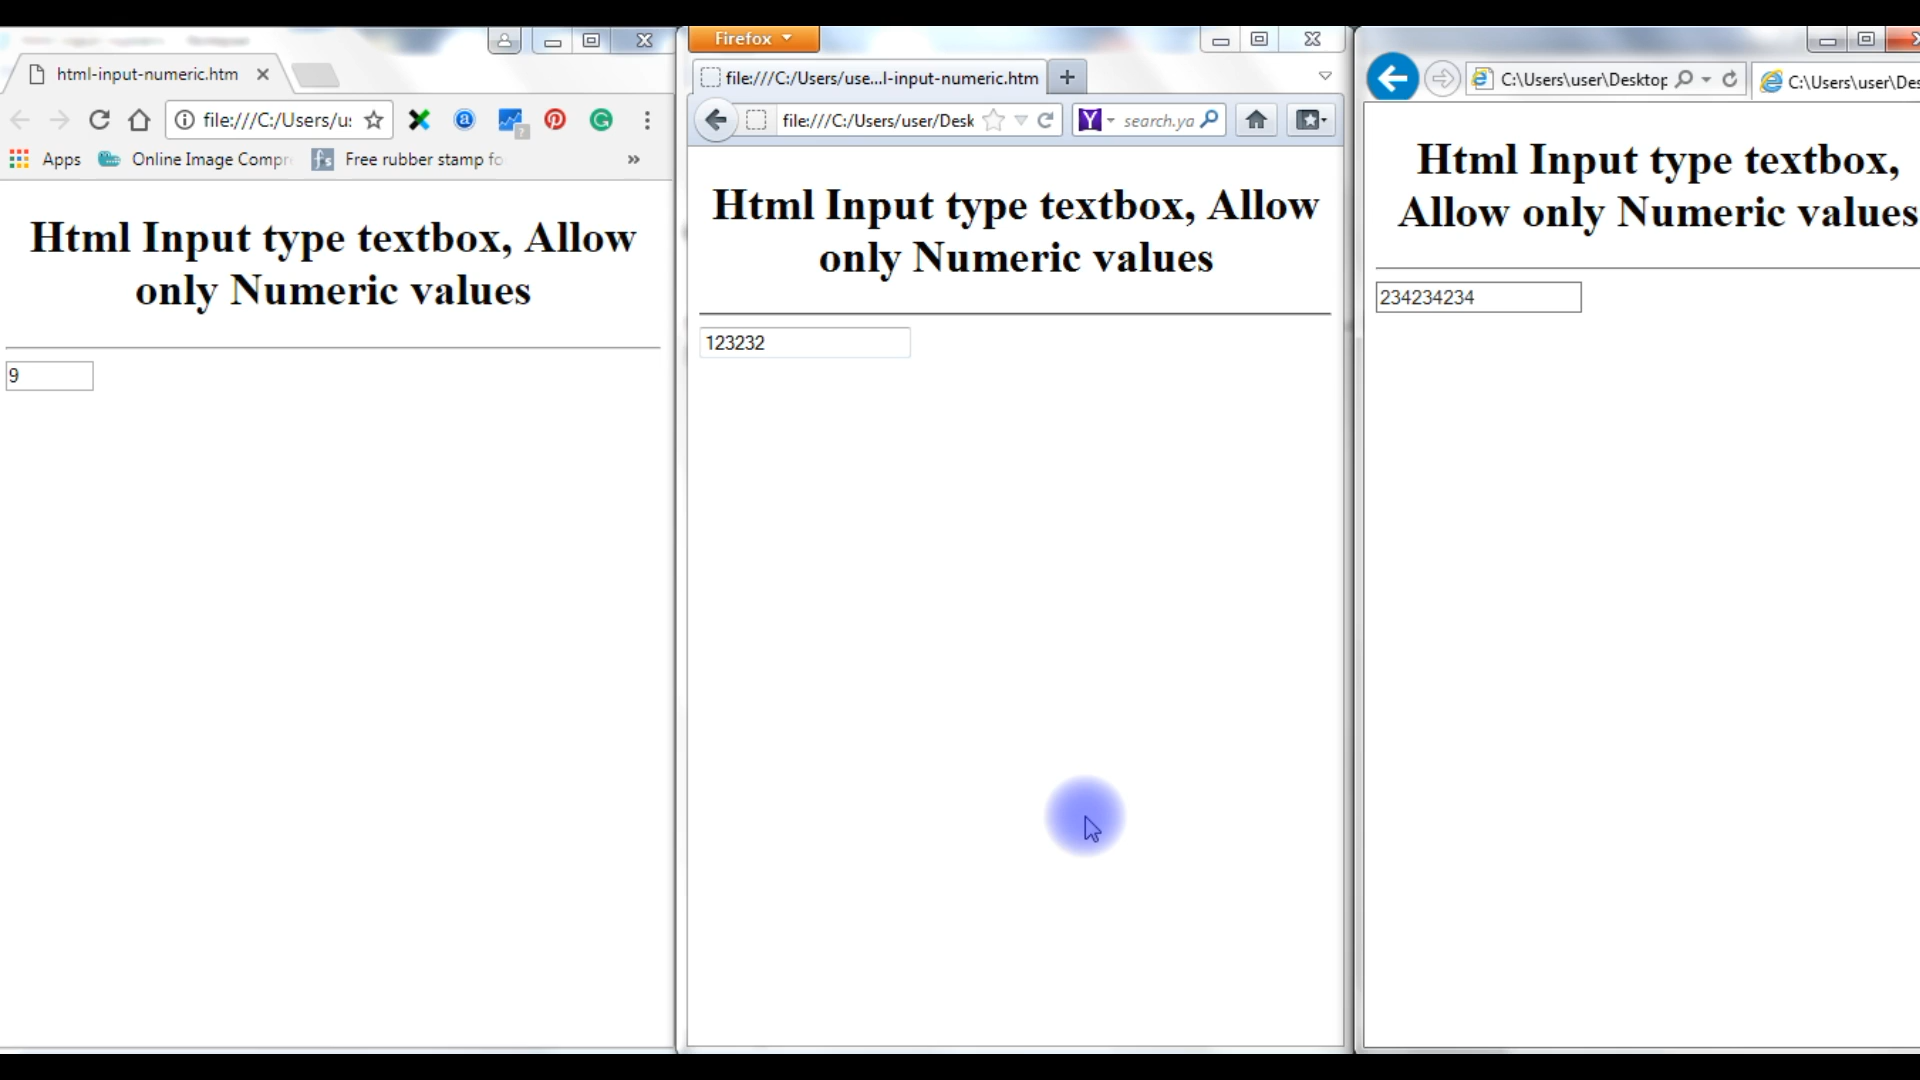 html-input-numeric.htm
file:///C:/Users/u:
Apps
Online Image Compr
Free rubber stamp fo
»
Html Input type textbox, Allow
only Numeric values
9
Firefox
file:///C:/Users/use...l-input-numeric.htm
file:///C:/Users/user/Desk
search.ya
Html Input type textbox, Allow
only Numeric values
123232
C:\Users\user\Desktop
C:\Users\user\Des
Html Input type textbox,
Allow only Numeric values
234234234